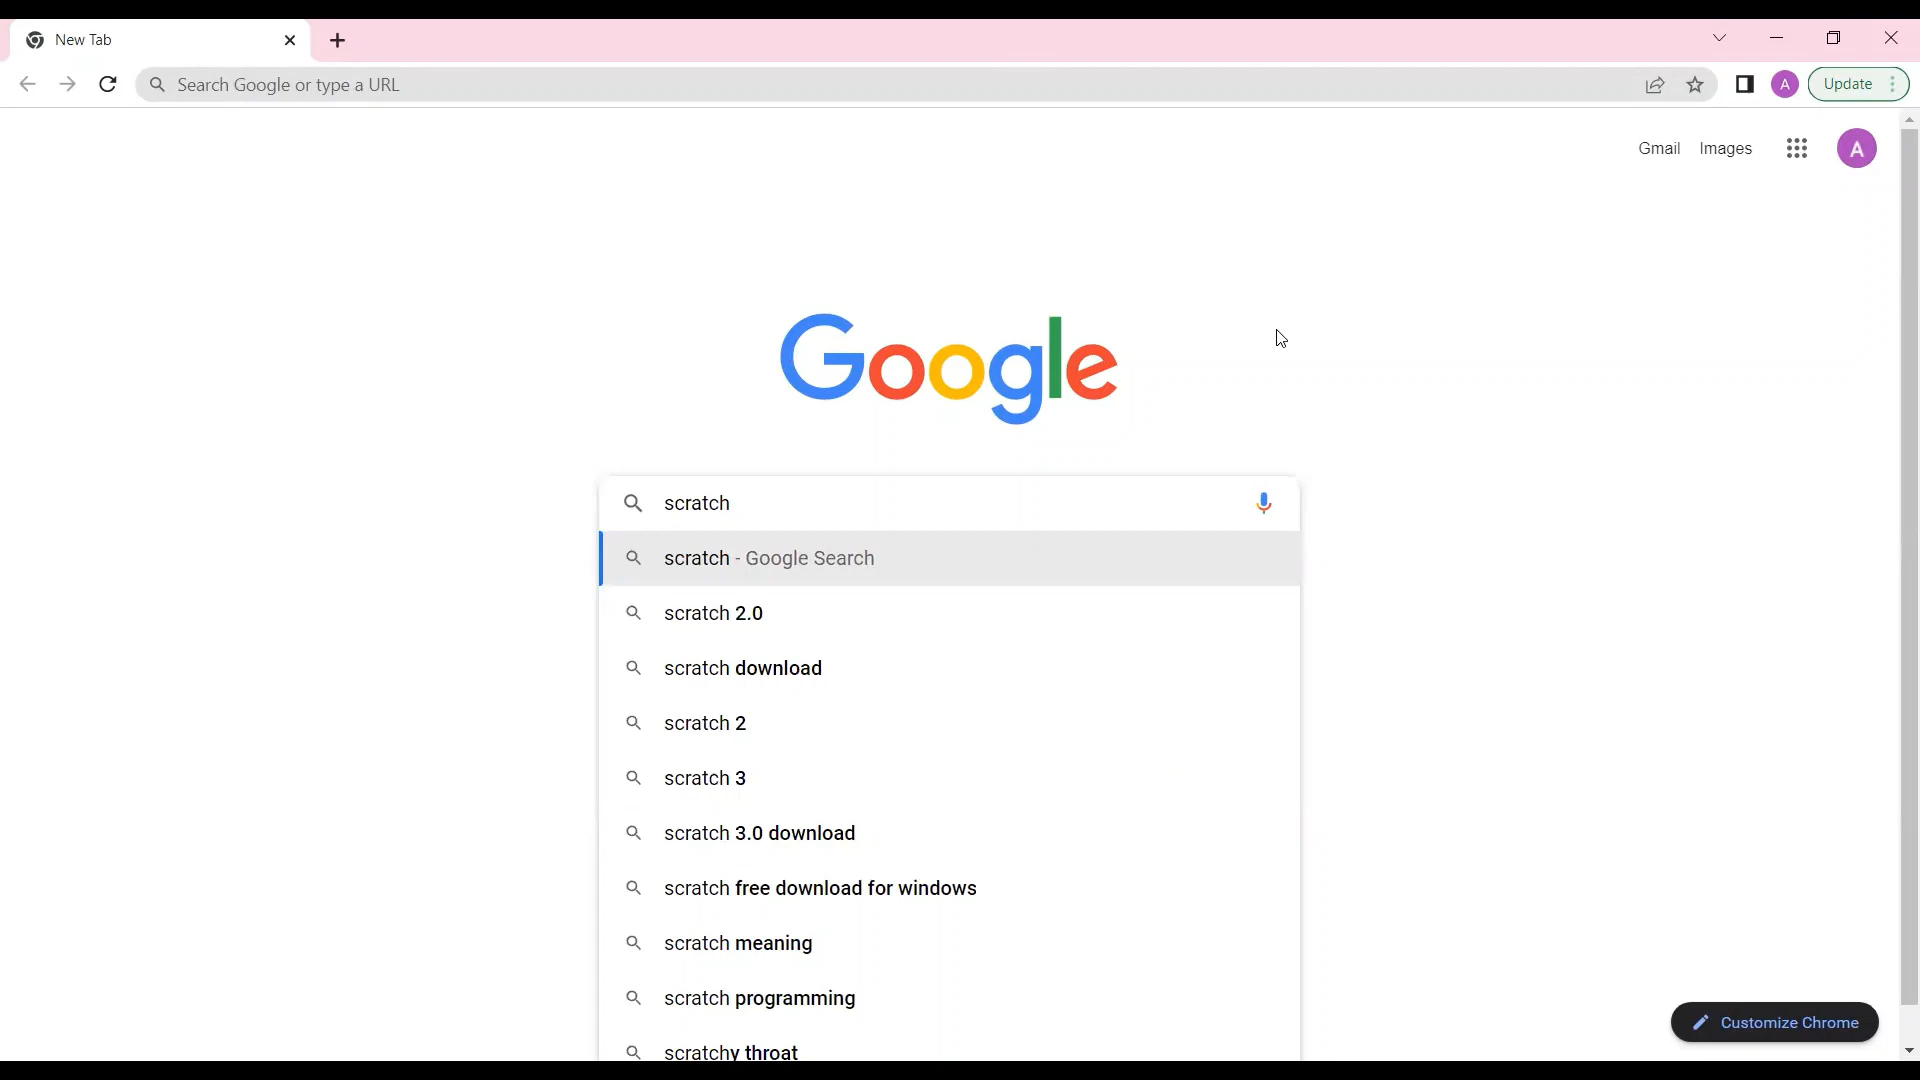 New Tab
Search Google or type a URL
A
Update
Gmail Images
A
Google
scratch
scratch - Google Search
scratch 2.0
scratch download
scratch 2
scratch 3
scratch 3.0 download
scratch free download for windows
scratch meaning
scratch programming
Customize Chrome
scratchy throat